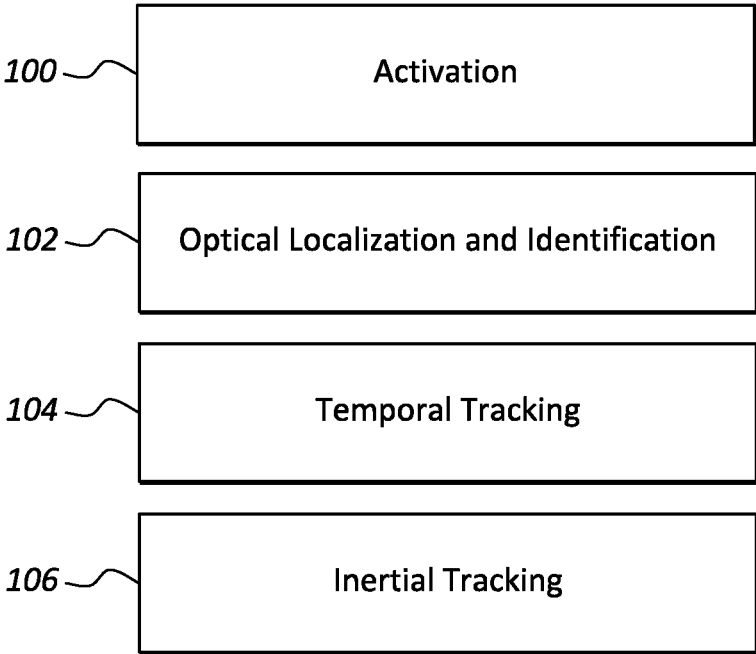 100 Activation
102 Optical Localization and Identification
104 Temporal Tracking
106 Inertial Tracking